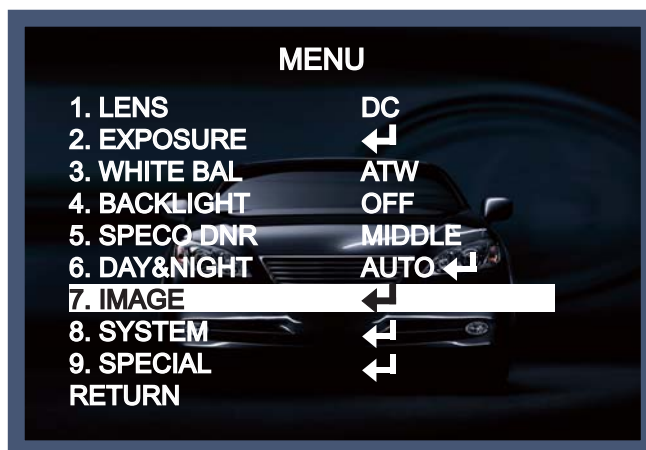 MENU
1. LENS DC
2. EXPOSURE ↵
3. WHITE BAL ATW
4. BACKLIGHT OFF
5. SPECO DNR MIDDLE
6. DAY&NIGHT AUTO ↵
7. IMAGE ↵
8. SYSTEM ↵
9. SPECIAL ↵
RETURN